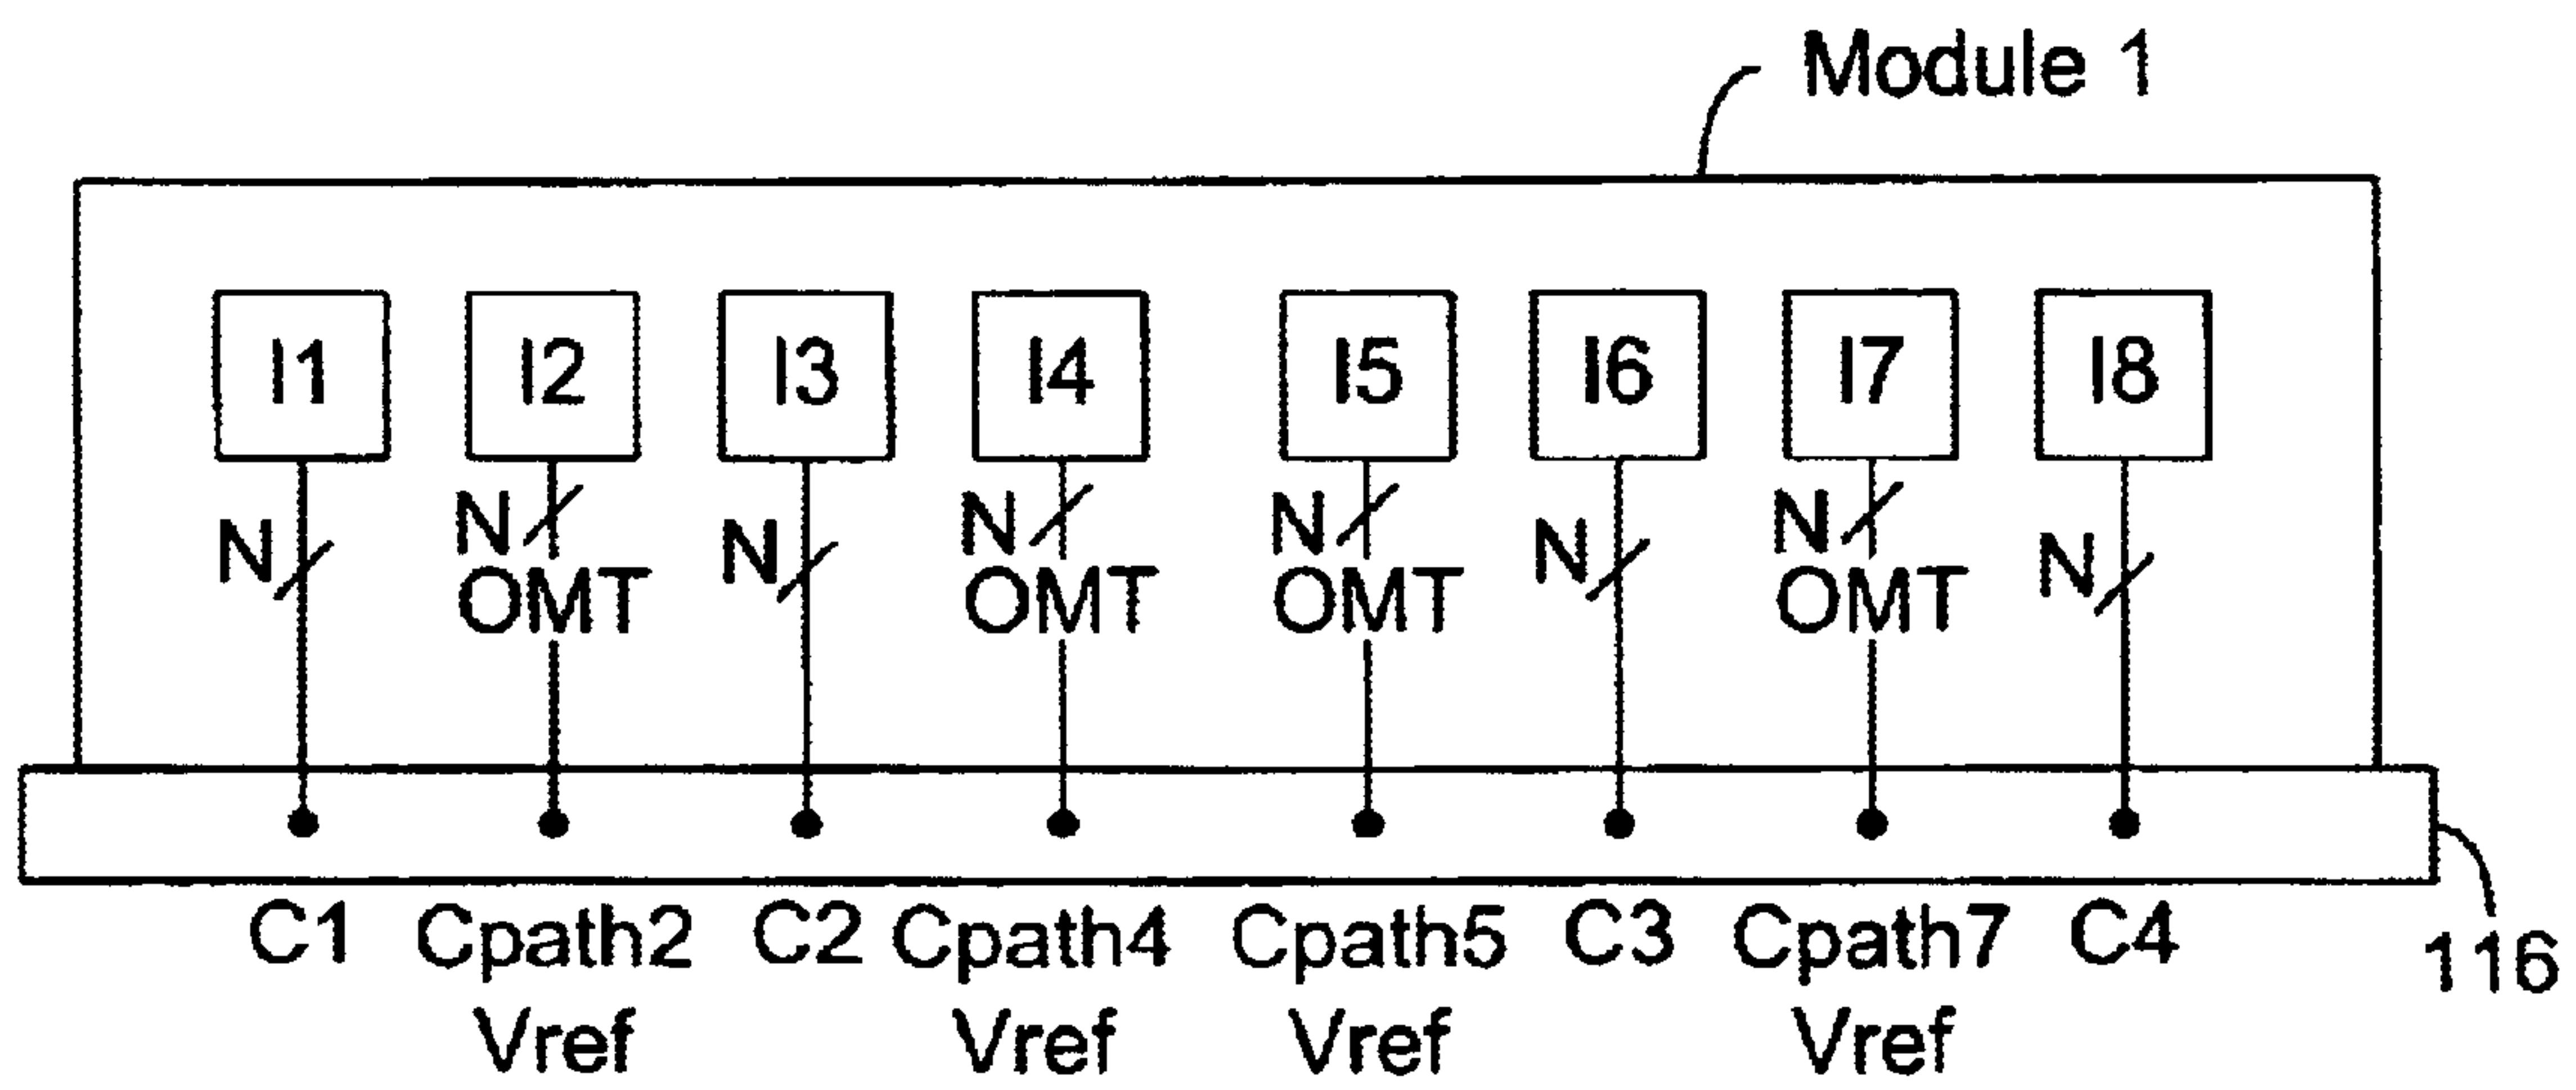 Module 1
I1 I2 I3 I4 I5 I6 I7 I8
N N N N N N N N
OMT OMT OMT OMT
C1 Cpath2 C2 Cpath4 Cpath5 C3 Cpath7 C4
116
Vref Vref Vref Vref